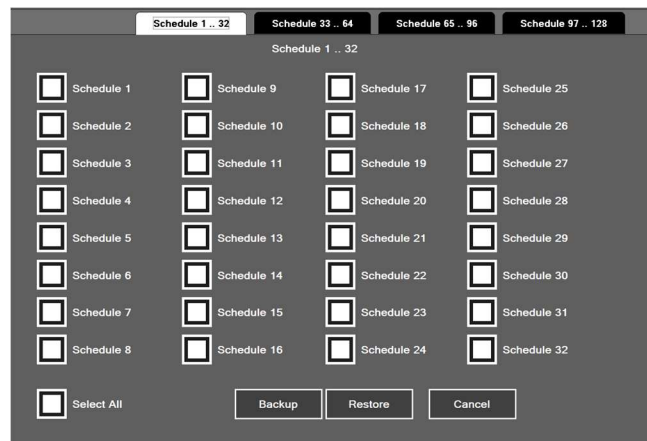 Schedule 1 .. 32 Schedule 33 .. 64 Schedule 65 .. 96 Schedule 97 .. 128
Schedule 1 .. 32
Schedule 1 Schedule 9 Schedule 17 Schedule 25
Schedule 2 Schedule 10 Schedule 18 Schedule 26
Schedule 3 Schedule 11 Schedule 19 Schedule 27
Schedule 4 Schedule 12 Schedule 20 Schedule 28
Schedule 5 Schedule 13 Schedule 21 Schedule 29
Schedule 6 Schedule 14 Schedule 22 Schedule 30
Schedule 7 Schedule 15 Schedule 23 Schedule 31
Schedule 8 Schedule 16 Schedule 24 Schedule 32
Select All Backup Restore Cancel